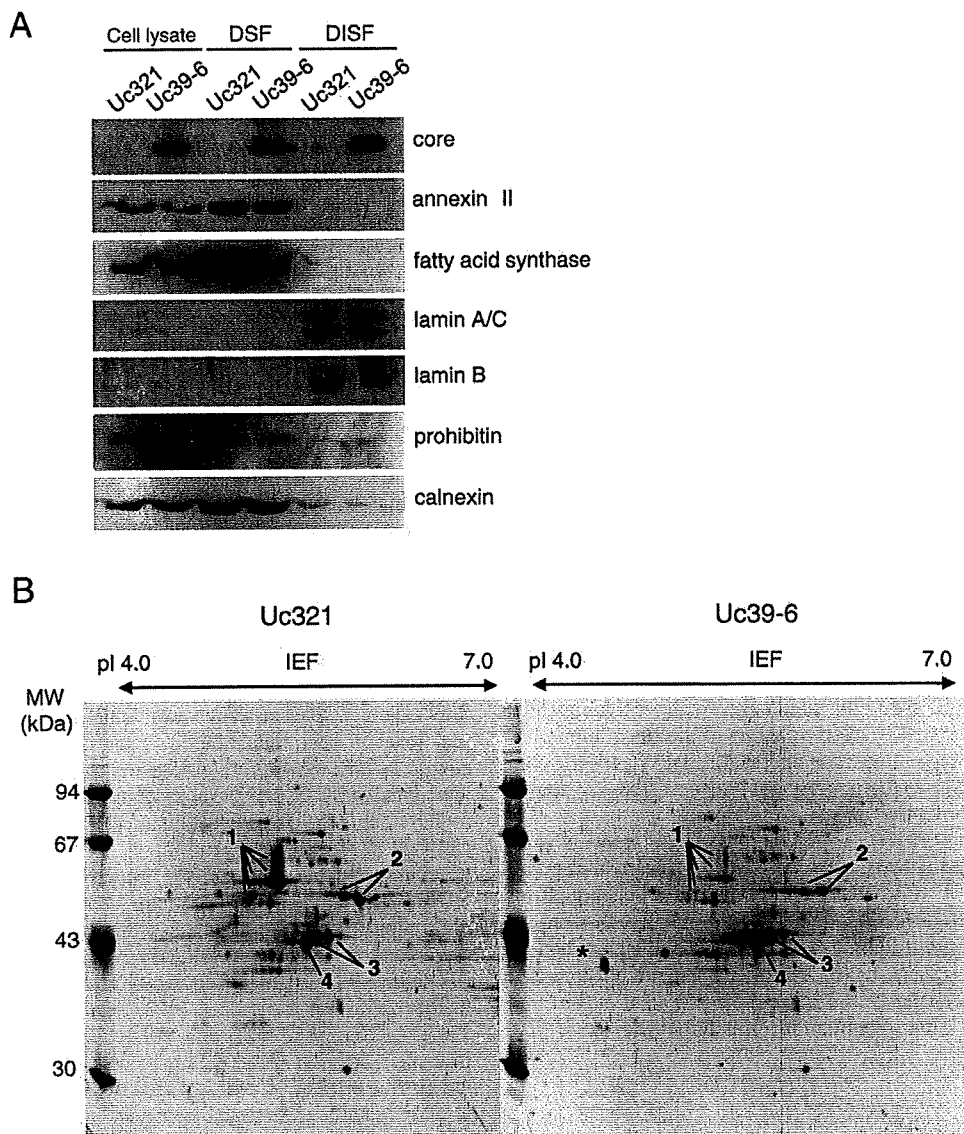 A
Cell lysate DSF DISF
Uc321 Uc39-6 Uc321 Uc39-6 Uc321 Uc39-6
core
annexin II
fatty acid synthase
lamin A/C
lamin B
prohibitin
calnexin
B
Uc321 Uc39-6
pI 4.0 IEF 7.0 pI 4.0 IEF 7.0
MW
(kDa)
94
67
1 2 1 2
43
3 * 3
4 4
30